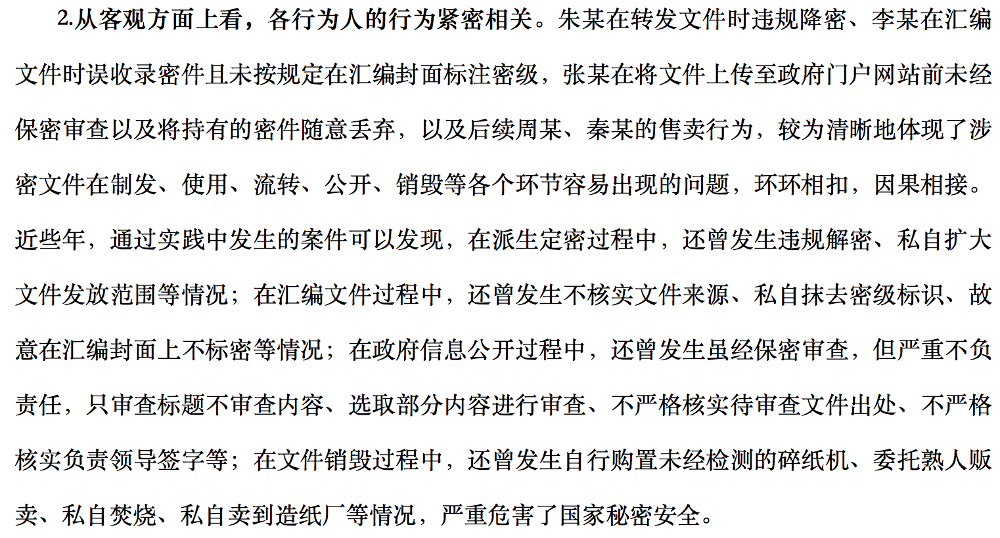 2.从客观方面上看，各行为人的行为紧密相关。朱某在转发文件时违规降密、李某在汇编
文件时误收录密件且未按规定在汇编封面标注密级，张某在将文件上传至政府门户网站前未经
保密审查以及将持有的密件随意丢弃，以及后续周某、秦某的售卖行为，较为清晰地体现了涉
密文件在制发、使用、流转、公开、销毁等各个环节容易出现的问题，环环相扣，因果相接。
近些年，通过实践中发生的案件可以发现，在派生定密过程中，还曾发生违规解密、私自扩大
文件发放范围等情况；在汇编文件过程中，还曾发生不核实文件来源、私自抹去密级标识、故
意在汇编封面上不标密等情况；在政府信息公开过程中，还曾发生虽经保密审查，但严重不负
责任，只审查标题不审查内容、选取部分内容进行审查、不严格核实待审查文件出处、不严格
核实负责领导签字等；在文件销毁过程中，还曾发生自行购置未经检测的碎纸机、委托熟人贩
卖、私自焚烧、私自卖到造纸厂等情况，严重危害了国家秘密安全。